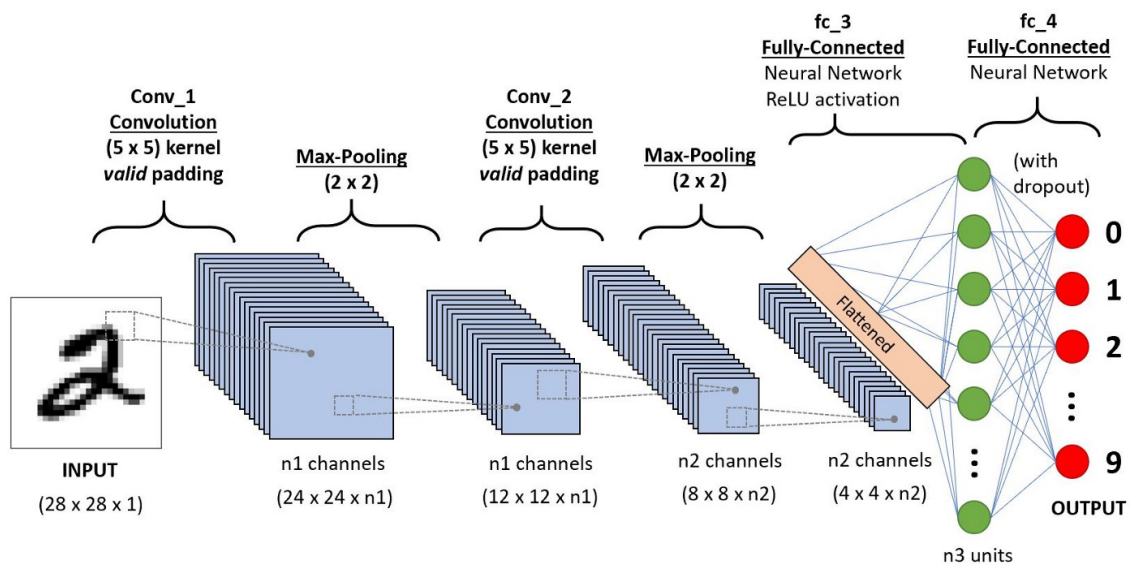 Conv_1
Convolution
(5 x 5) kernel
valid padding
Max-Pooling
(2 x 2)
Conv_2
Convolution
(5 x 5) kernel
valid padding
Max-Pooling
(2 x 2)
fc_3
Fully-Connected
Neural Network
ReLU activation
fc_4
Fully-Connected
Neural Network
(with
dropout)
Flattened
0
1
2
9
OUTPUT
2
INPUT
(28 x 28 x 1)
n1 channels
(24 x 24 x n1)
n1 channels
(12 x 12 x n1)
n2 channels
(8 x 8 x n2)
n2 channels
(4 x 4 x n2)
n3 units